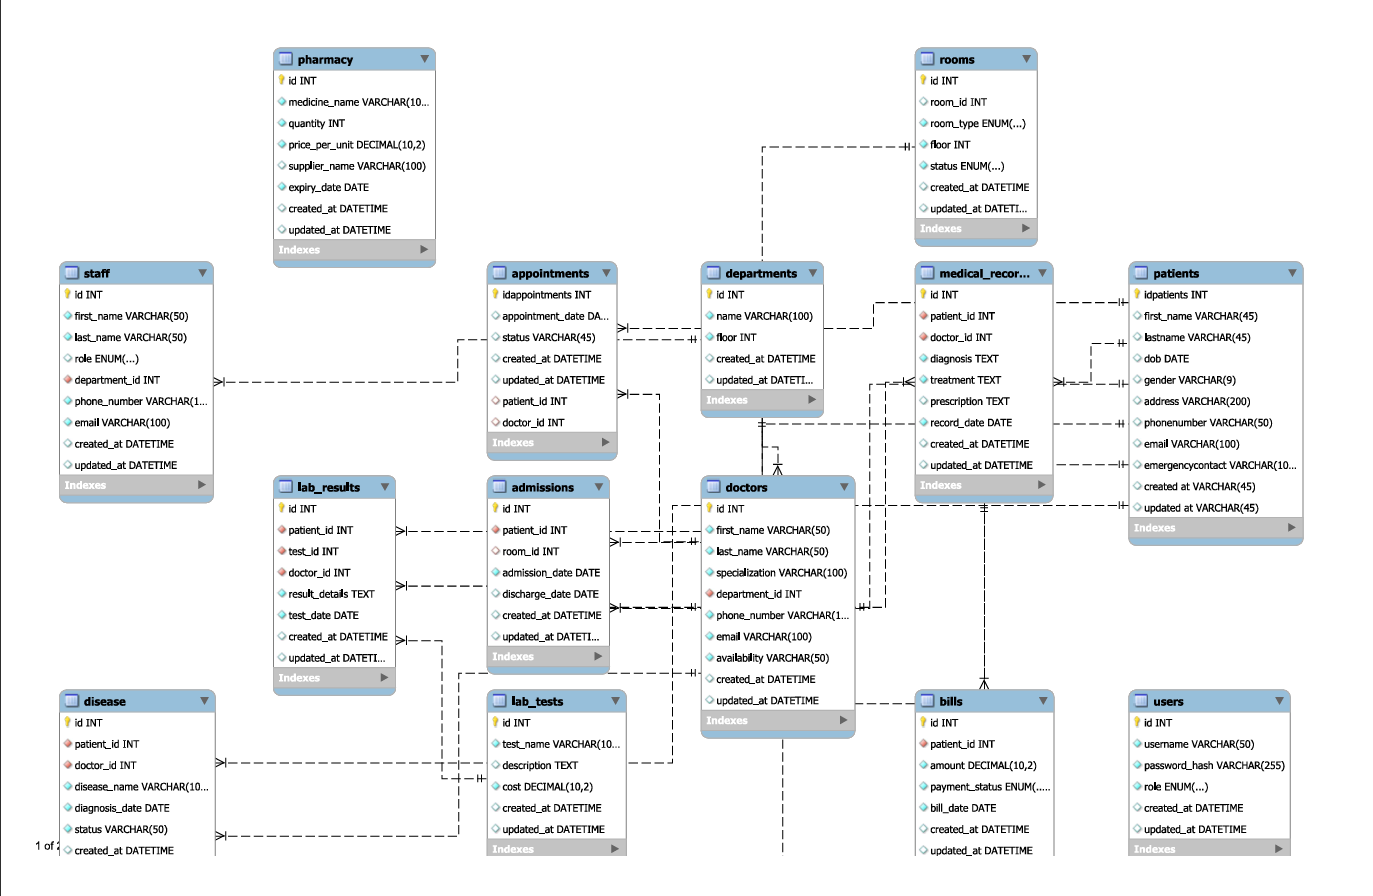 pharmacy
id INT
medicine_name VARCHAR(10...
quantity INT
price_per_unit DECIMAL(10,2)
supplier_name VARCHAR(100)
expiry_date DATE
created_at DATETIME
updated_at DATETIME
Indexes
rooms
id INT
room_id INT
room_type ENUM(...)
floor INT
status ENUM(...)
created_at DATETIME
updated_at DATETI...
Indexes
staff
id INT
first_name VARCHAR(50)
last_name VARCHAR(50)
role ENUM(...)
department_id INT
phone_number VARCHAR(1...
email VARCHAR(100)
created_at DATETIME
updated_at DATETIME
Indexes
appointments
idappointments INT
appointment_date DA...
status VARCHAR(45)
created_at DATETIME
updated_at DATETIME
patient_id INT
doctor_id INT
Indexes
departments
id INT
name VARCHAR(100)
floor INT
created_at DATETIME
updated_at DATETI...
Indexes
medical_recor...
id INT
patient_id INT
doctor_id INT
diagnosis TEXT
treatment TEXT
prescription TEXT
record_date DATE
created_at DATETIME
updated_at DATETIME
Indexes
patients
idpatients INT
first_name VARCHAR(45)
lastname VARCHAR(45)
dob DATE
gender VARCHAR(9)
address VARCHAR(200)
phonenumber VARCHAR(50)
email VARCHAR(100)
emergencycontact VARCHAR(10...
created at VARCHAR(45)
updated at VARCHAR(45)
Indexes
lab_results
id INT
patient_id INT
test_id INT
doctor_id INT
result_details TEXT
test_date DATE
created_at DATETIME
updated_at DATETI...
Indexes
admissions
id INT
patient_id INT
room_id INT
admission_date DATE
discharge_date DATE
created_at DATETIME
updated_at DATETI...
Indexes
doctors
id INT
first_name VARCHAR(50)
last_name VARCHAR(50)
specialization VARCHAR(100)
department_id INT
phone_number VARCHAR(1...
email VARCHAR(100)
availability VARCHAR(50)
created_at DATETIME
updated_at DATETIME
Indexes
disease
id INT
patient_id INT
doctor_id INT
disease_name VARCHAR(10...
diagnosis_date DATE
status VARCHAR(50)
created_at DATETIME
lab_tests
id INT
test_name VARCHAR(10...
description TEXT
cost DECIMAL(10,2)
created_at DATETIME
updated_at DATETIME
Indexes
bills
id INT
patient_id INT
amount DECIMAL(10,2)
payment_status ENUM(.....
bill_date DATE
created_at DATETIME
updated_at DATETIME
users
id INT
username VARCHAR(50)
password_hash VARCHAR(255)
role ENUM(...)
created_at DATETIME
updated_at DATETIME
Indexes
1 of